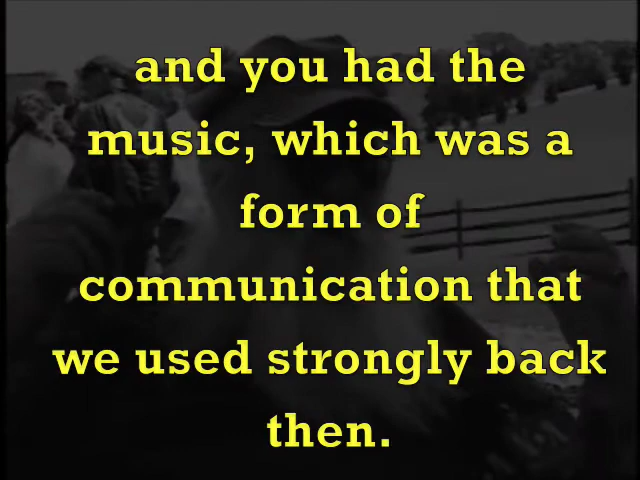 and you had the
music, which was a
form of
communication that
we used strongly back
then.